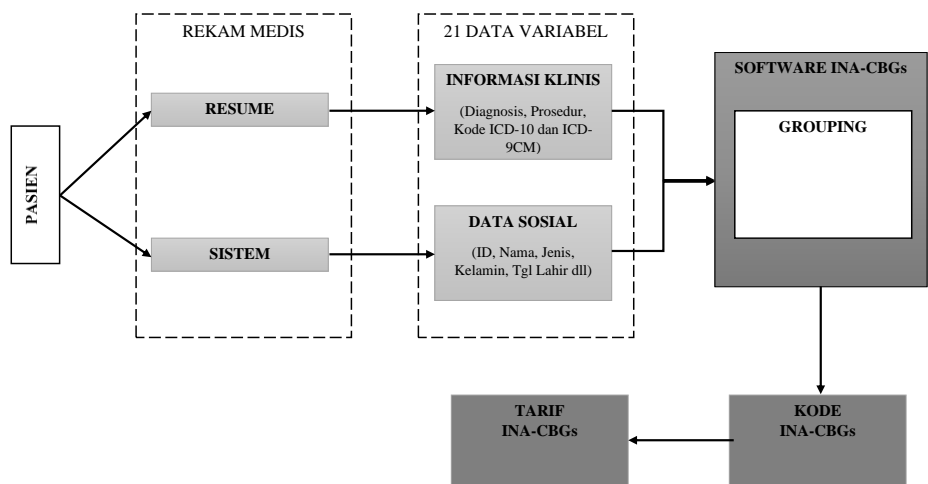 REKAM MEDIS
21 DATA VARIABEL
PASIEN
RESUME
SISTEM
INFORMASI KLINIS
(Diagnosis, Prosedur,
Kode ICD-10 dan ICD-
9CM)
DATA SOSIAL
(ID, Nama, Jenis,
Kelamin, Tgl Lahir dll)
SOFTWARE INA-CBGs
GROUPING
TARIF
INA-CBGs
KODE
INA-CBGs